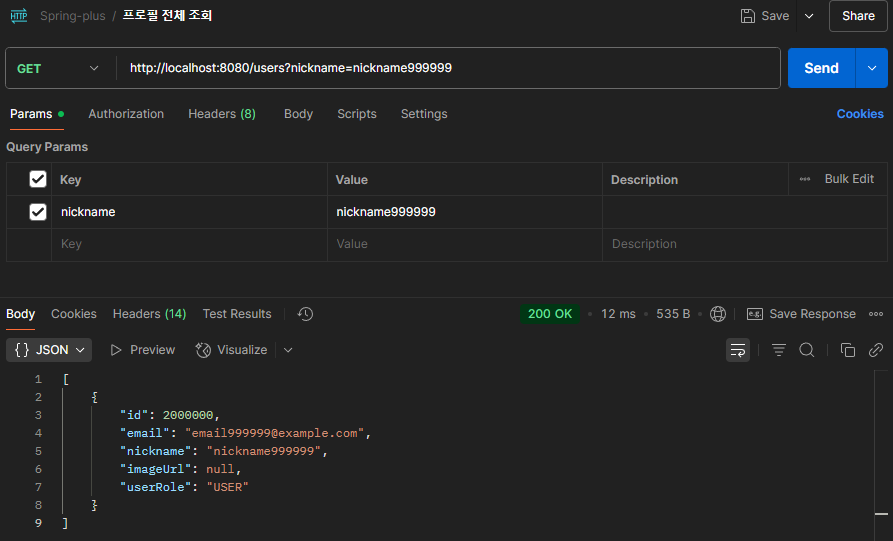 HTTP Spring-plus / 프로필 전체 조회 Save Share
GET http://localhost:8080/users?nickname=nickname999999 Send
Params Authorization Headers (8) Body Scripts Settings Cookies
Query Params
Key Value Description Bulk Edit
nickname nickname999999
Key Value Description
Body Cookies Headers (14) Test Results 200 OK • 12 ms • 535 B • e.g. Save Response
{} JSON Preview Visualize
1 [
2 {
3 "id": 2000000,
4 "email": "email999999@example.com",
5 "nickname": "nickname999999",
6 "imageUrl": null,
7 "userRole": "USER"
8 }
9 ]